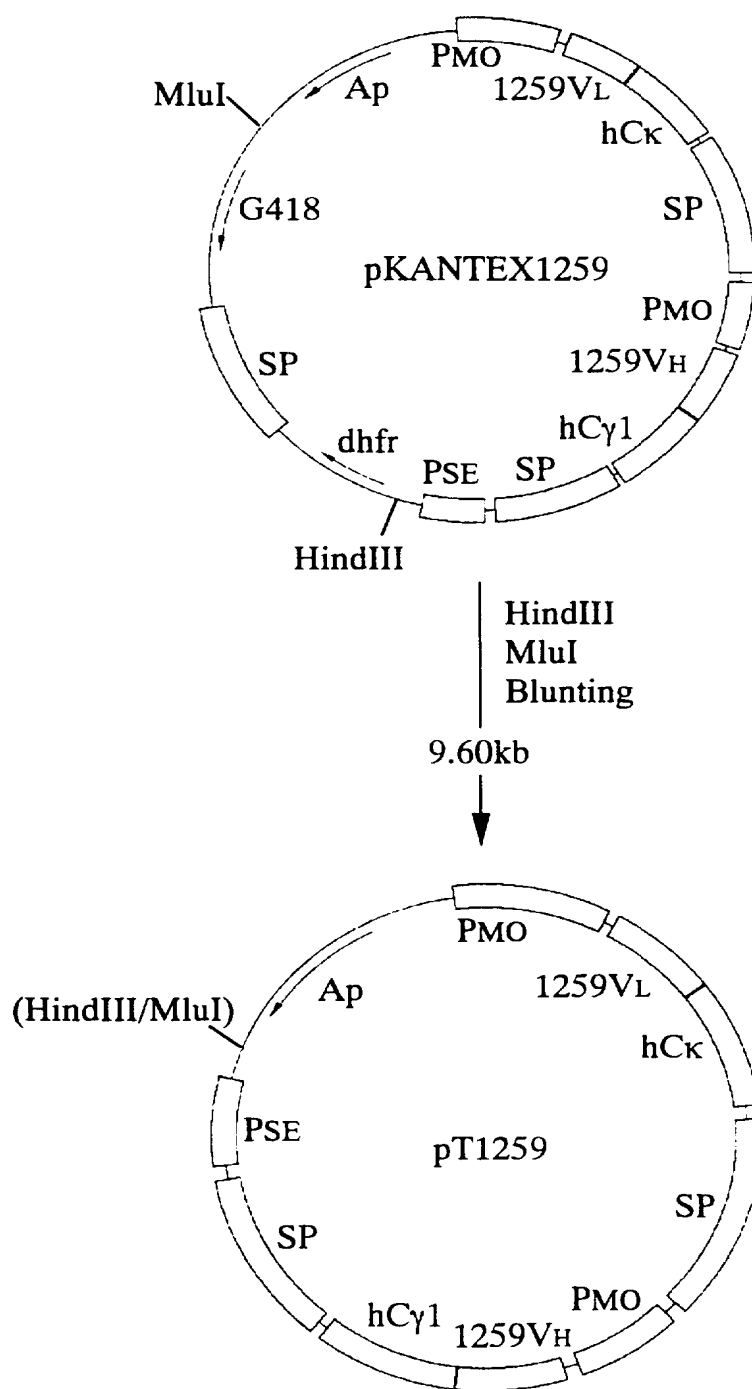 PMO
1259VL
Ap
MluI
hCκ
G418
SP
pKANTEX1259
PMO
SP
1259VH
dhfr
hCγ1
PSE
SP
HindIII
HindIII
MluI
Blunting
9.60kb
PMO
1259VL
Ap
(HindIII/MluI)
hCκ
PSE
pT1259
SP
SP
PMO
hCγ1
1259VH